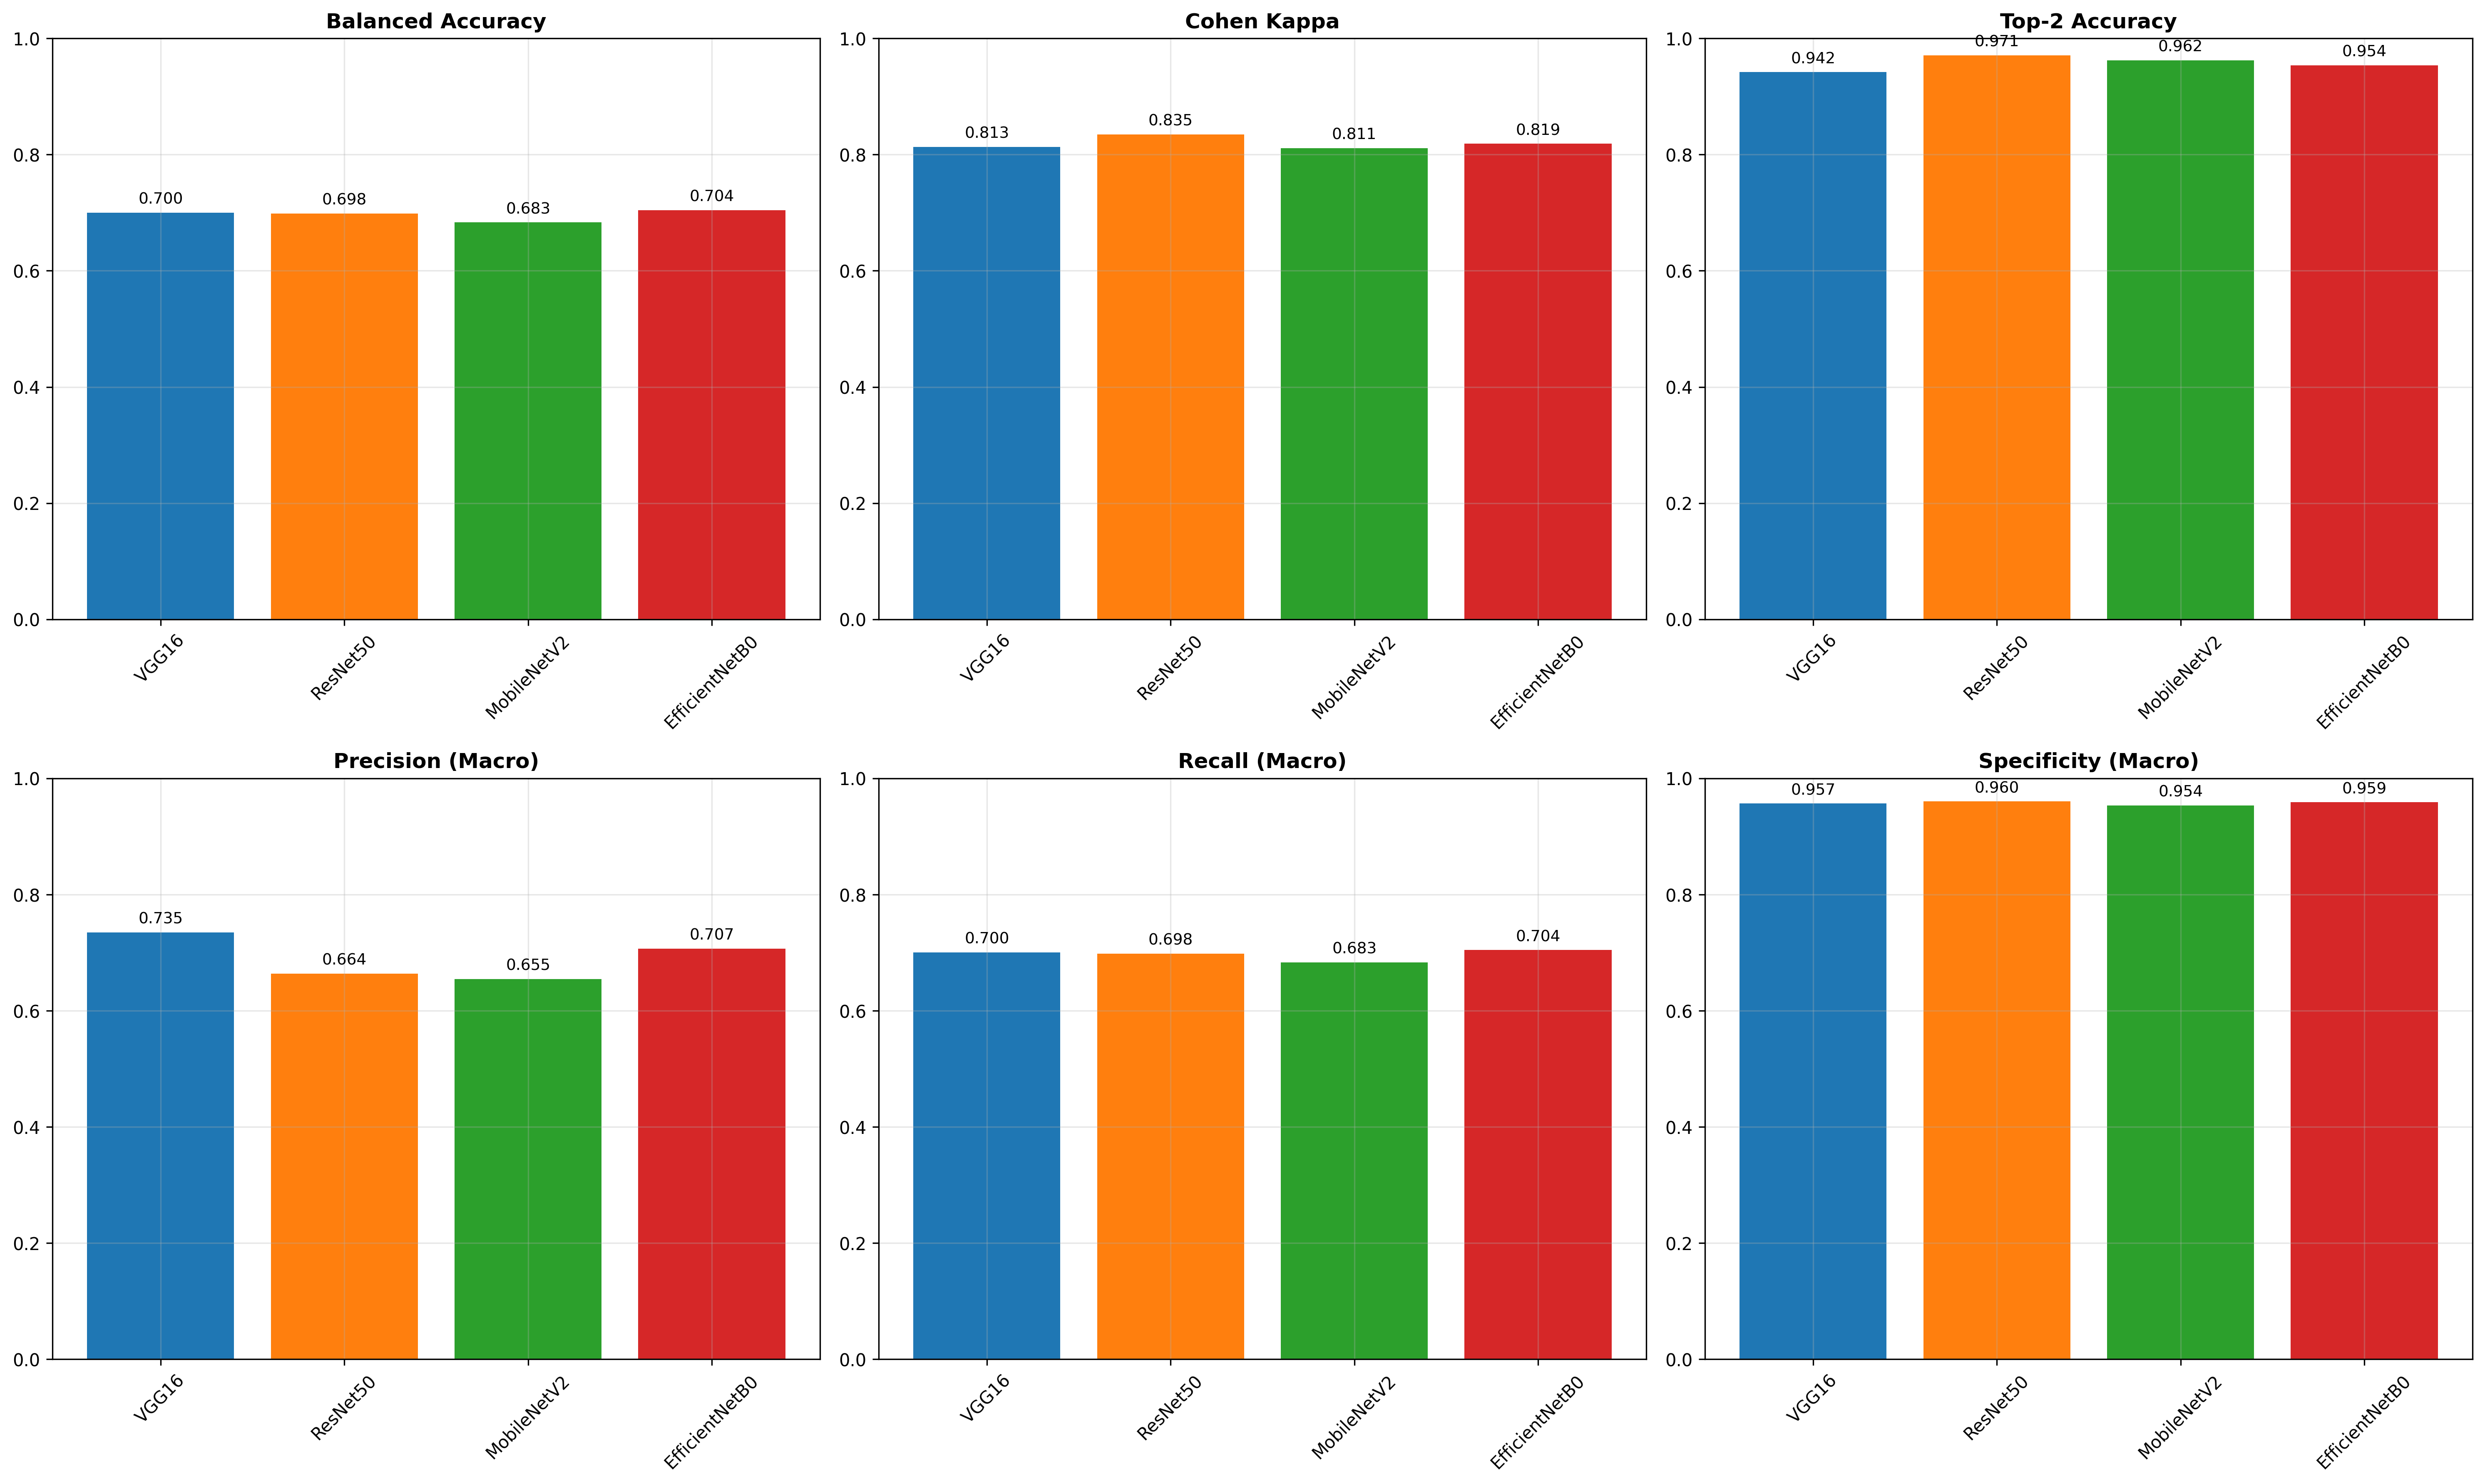 Balanced Accuracy
1.0
0.8
0.6
0.4
0.2
0.0
0.700
0.698
0.683
0.704
VGG16
ResNet50
MobileNetV2
EfficientNetB0
Cohen Kappa
1.0
0.8
0.6
0.4
0.2
0.0
0.813
0.835
0.811
0.819
VGG16
ResNet50
MobileNetV2
EfficientNetB0
Top-2 Accuracy
1.0
0.8
0.6
0.4
0.2
0.0
0.942
0.971
0.962
0.954
VGG16
ResNet50
MobileNetV2
EfficientNetB0
Precision (Macro)
1.0
0.8
0.6
0.4
0.2
0.0
0.735
0.664
0.655
0.707
VGG16
ResNet50
MobileNetV2
EfficientNetB0
Recall (Macro)
1.0
0.8
0.6
0.4
0.2
0.0
0.700
0.698
0.683
0.704
VGG16
ResNet50
MobileNetV2
EfficientNetB0
Specificity (Macro)
1.0
0.8
0.6
0.4
0.2
0.0
0.957
0.960
0.954
0.959
VGG16
ResNet50
MobileNetV2
EfficientNetB0